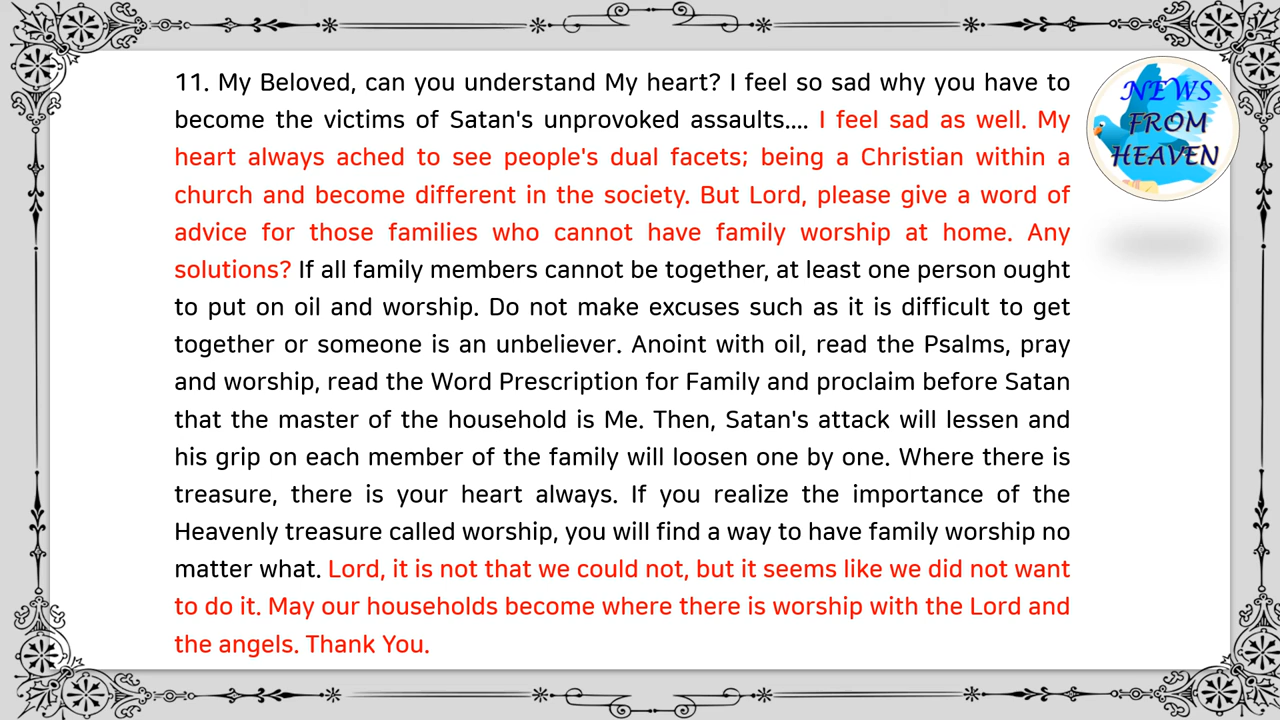 11. My Beloved, can you understand My heart? I feel so sad why you have to
become the victims of Satan's unprovoked assaults.... I feel sad as well. My
heart always ached to see people's dual facets; being a Christian within a
church and become different in the society. But Lord, please give a word of
advice for those families who cannot have family worship at home. Any
solutions? If all family members cannot be together, at least one person ought
to put on oil and worship. Do not make excuses such as it is difficult to get
together or someone is an unbeliever. Anoint with oil, read the Psalms, pray
and worship, read the Word Prescription for Family and proclaim before Satan
that the master of the household is Me. Then, Satan's attack will lessen and
his grip on each member of the family will loosen one by one. Where there is
treasure, there is your heart always. If you realize the importance of the
Heavenly treasure called worship, you will find a way to have family worship no
matter what. Lord, it is not that we could not, but it seems like we did not want
to do it. May our households become where there is worship with the Lord and
the angels. Thank You.
NEWS
FROM
HEAVEN